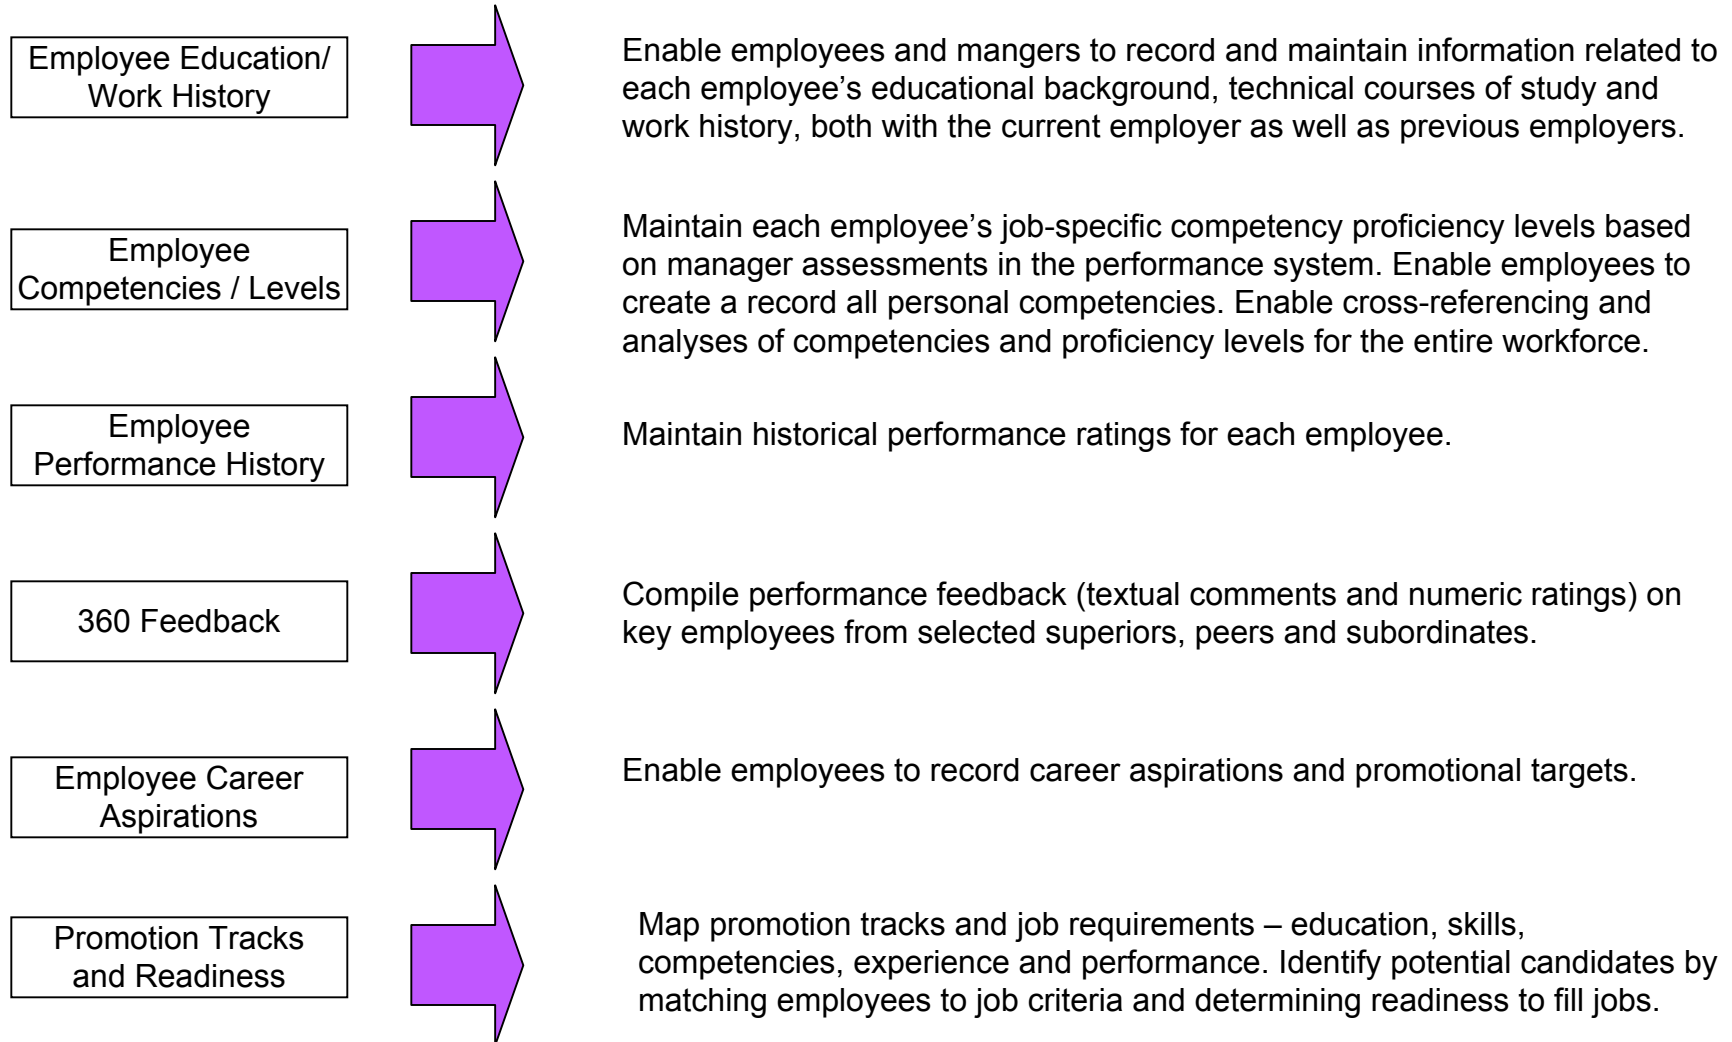 Employee Education/
Work History
Enable employees and mangers to record and maintain information related to
each employee’s educational background, technical courses of study and
work history, both with the current employer as well as previous employers.
Employee
Competencies / Levels
Maintain each employee’s job-specific competency proficiency levels based
on manager assessments in the performance system. Enable employees to
create a record all personal competencies. Enable cross-referencing and
analyses of competencies and proficiency levels for the entire workforce.
Employee
Performance History
Maintain historical performance ratings for each employee.
360 Feedback
Compile performance feedback (textual comments and numeric ratings) on
key employees from selected superiors, peers and subordinates.
Employee Career
Aspirations
Enable employees to record career aspirations and promotional targets.
Promotion Tracks
and Readiness
Map promotion tracks and job requirements – education, skills,
competencies, experience and performance. Identify potential candidates by
matching employees to job criteria and determining readiness to fill jobs.